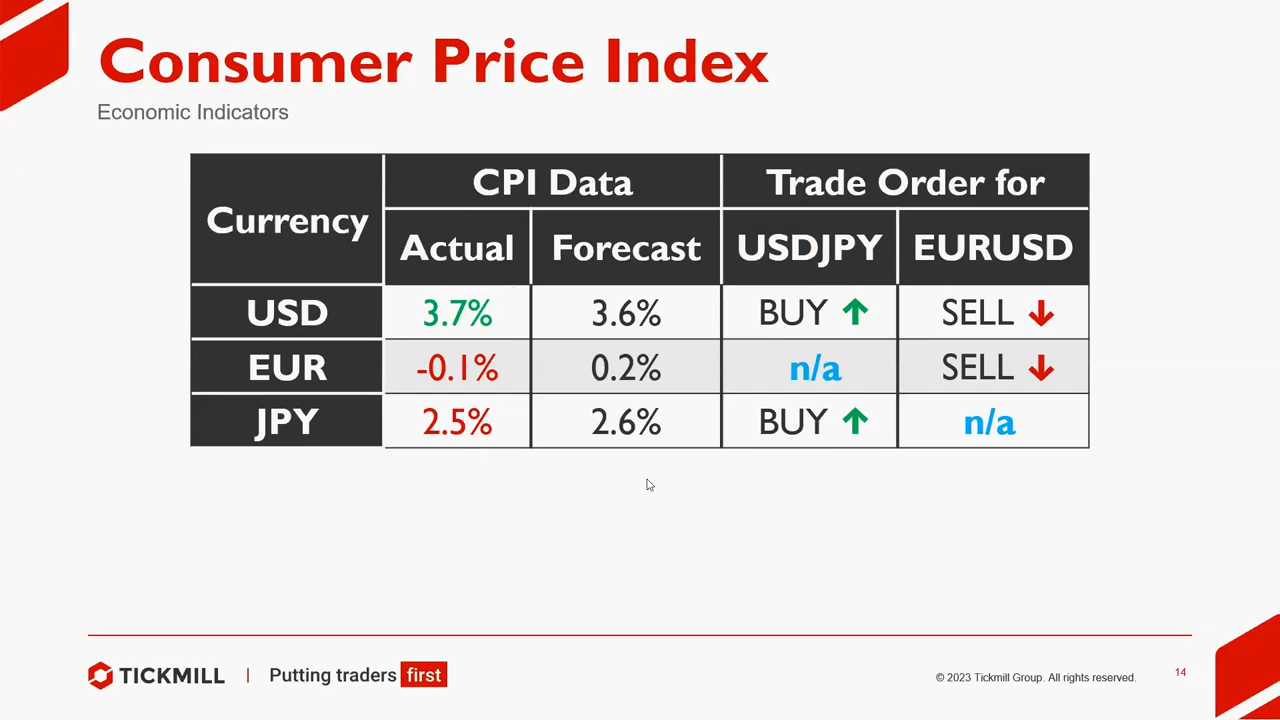 Consumer Price Index
Economic Indicators
Currency CPI Data Trade Order for
Actual Forecast USDJPY EURUSD
USD 3.7% 3.6% BUY ↑ SELL ↓
EUR -0.1% 0.2% n/a SELL ↓
JPY 2.5% 2.6% BUY ↑ n/a
TICKMILL | Putting traders first
© 2023 Tickmill Group. All rights reserved.
14